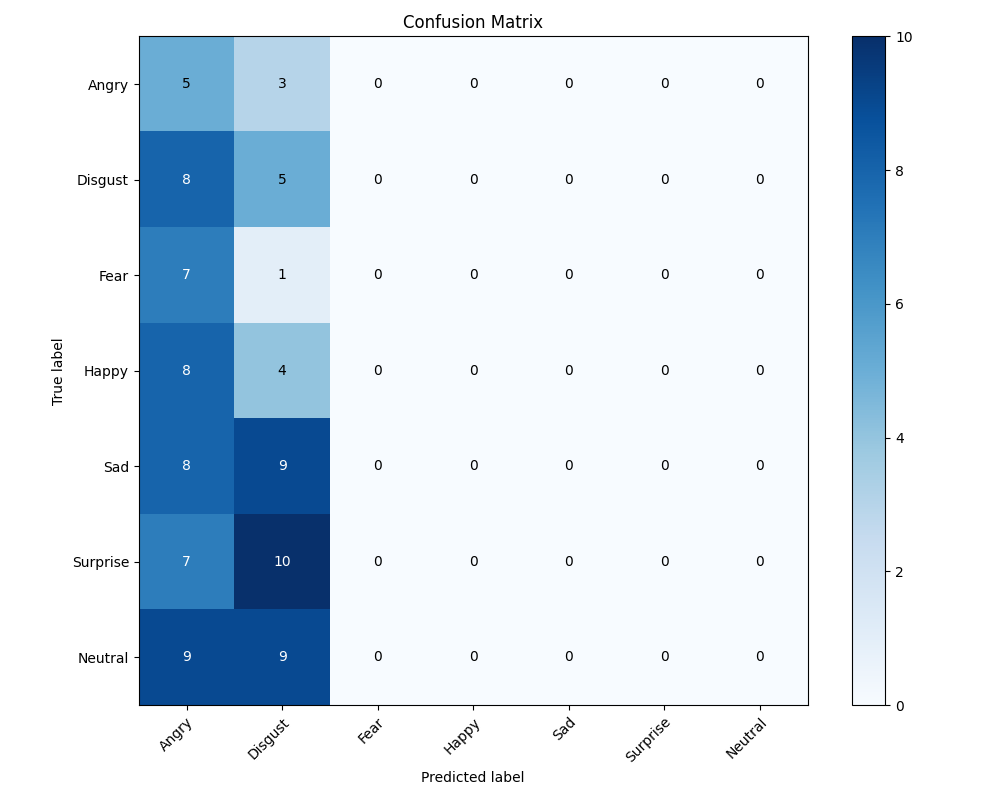 Confusion Matrix
True label
Angry 5 3 0 0 0 0 0
Disgust 8 5 0 0 0 0 0
Fear 7 1 0 0 0 0 0
Happy 8 4 0 0 0 0 0
Sad 8 9 0 0 0 0 0
Surprise 7 10 0 0 0 0 0
Neutral 9 9 0 0 0 0 0
Angry Disgust Fear Happy Sad Surprise Neutral
Predicted label
10
8
6
4
2
0